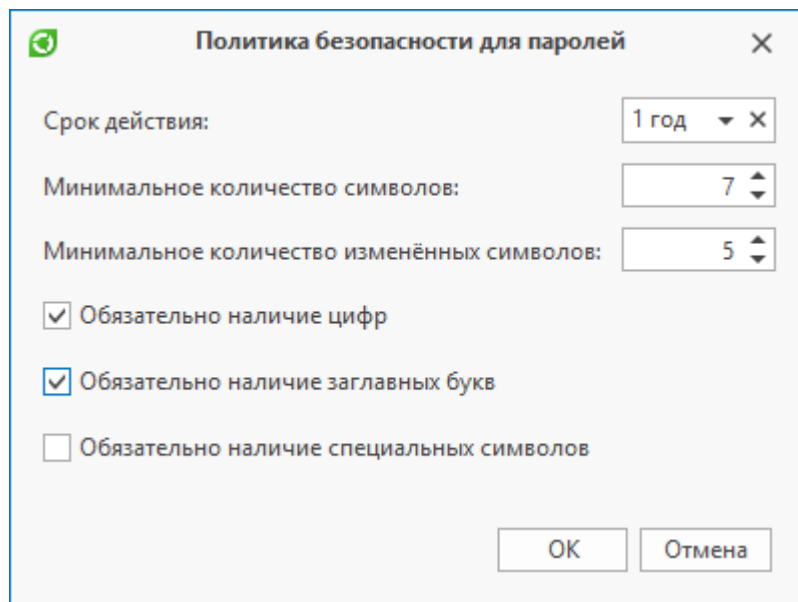 Политика безопасности для паролей
Срок действия: 1 год
Минимальное количество символов: 7
Минимальное количество изменённых символов: 5
Обязательно наличие цифр
Обязательно наличие заглавных букв
Обязательно наличие специальных символов
ОК Отмена